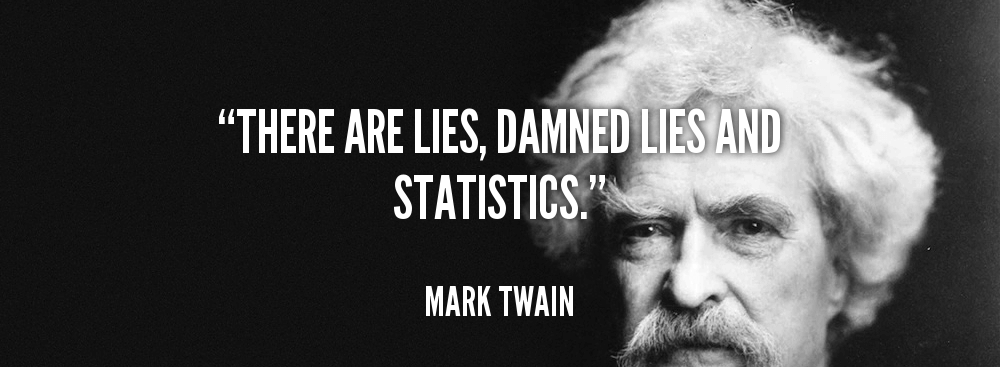 “THERE ARE LIES, DAMNED LIES AND
STATISTICS.”
MARK TWAIN